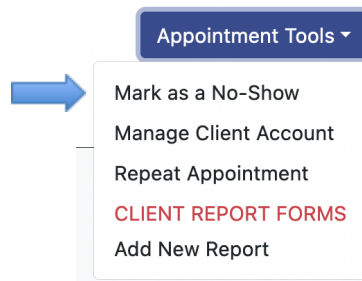 Appointment Tools
Mark as a No-Show
Manage Client Account
Repeat Appointment
CLIENT REPORT FORMS
Add New Report